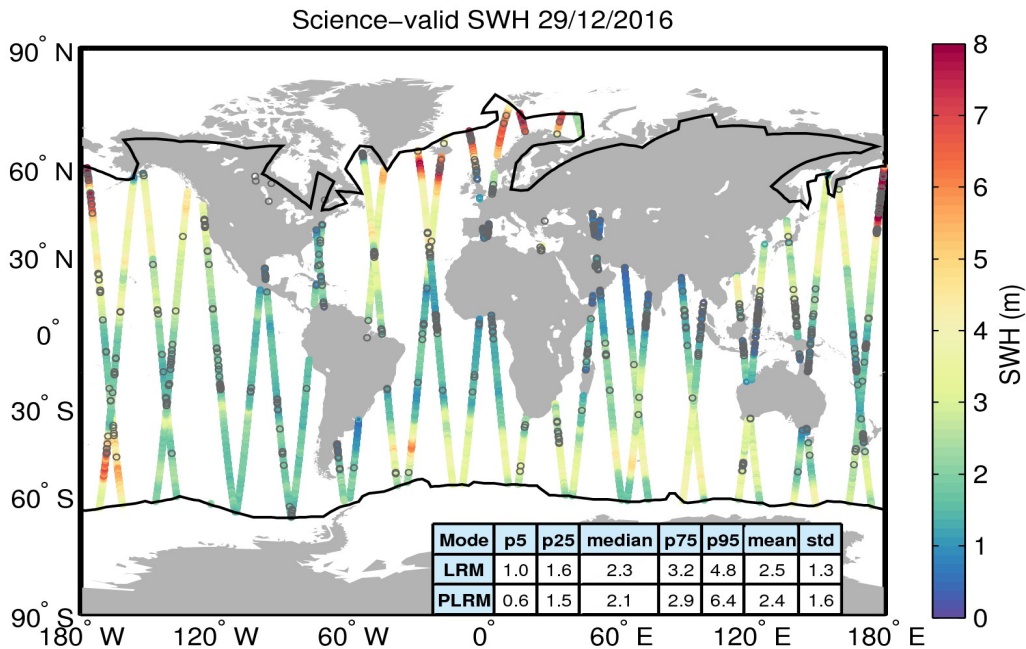 Science−valid SWH 29/12/2016
90° N
60° N
30° N
0°
30° S
60° S
90° S
180° W
120° W
60° W
0°
60° E
120° E
180° E
Mode p5 p25 median p75 p95 mean std
LRM 1.0 1.6 2.3 3.2 4.8 2.5 1.3
PLRM 0.6 1.5 2.1 2.9 6.4 2.4 1.6
8
7
6
5
4
3
2
1
0
SWH (m)